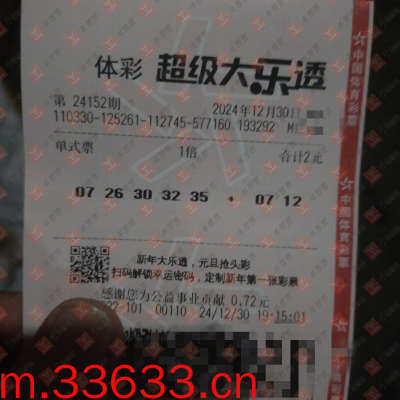 体彩 超级大乐透
第 24152期 2024年12月30日
110330-125261-112745-577160 193292
单式票 1倍 合计2元
07 26 30 32 35 + 07 12
新年大乐透，元旦抢头彩
扫码解锁幸运密码，定制新年第一张彩票
感谢您为公益事业贡献 0.72元
-101 00110 24/12/30 19:15:01
中国体育彩票
中国体育彩票
m.33633.cn